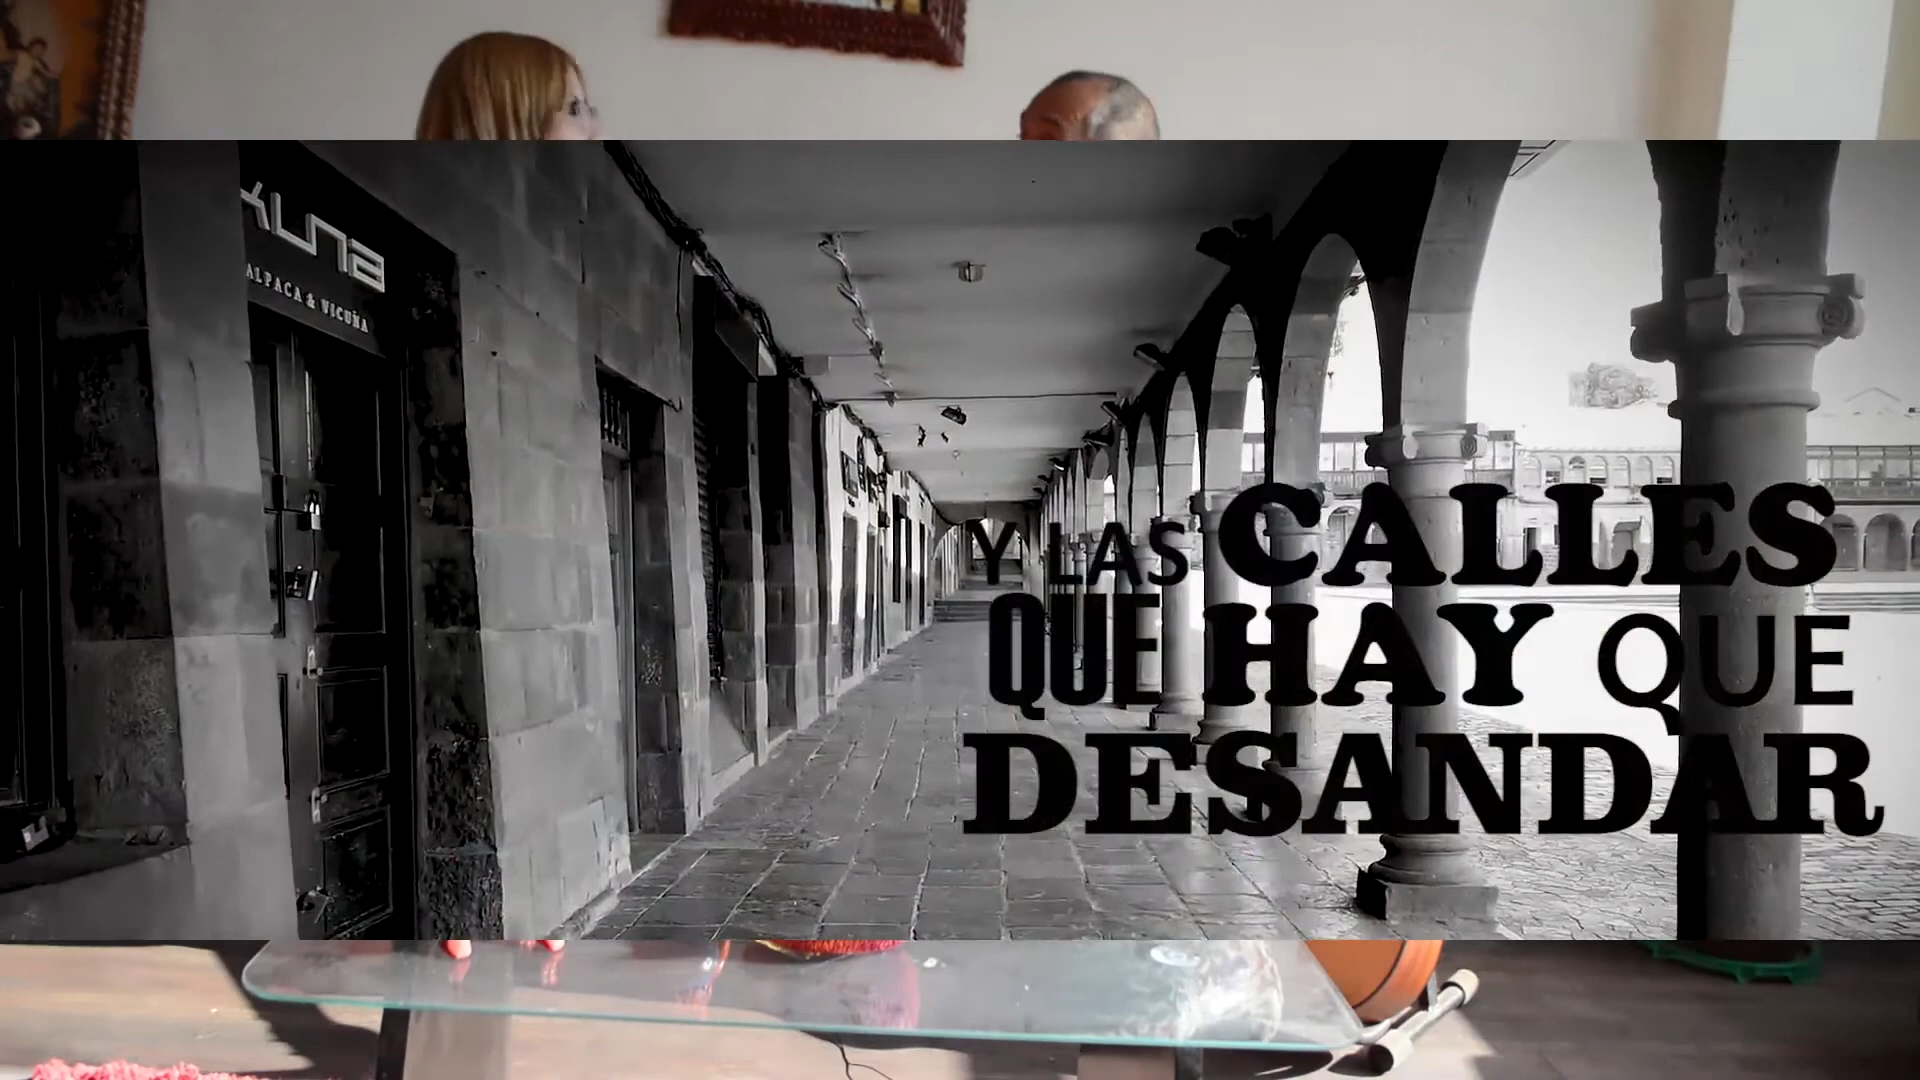 KUNA
ALPACA & VICUÑA
Y LAS CALLES
QUE HAY QUE
DESANDAR